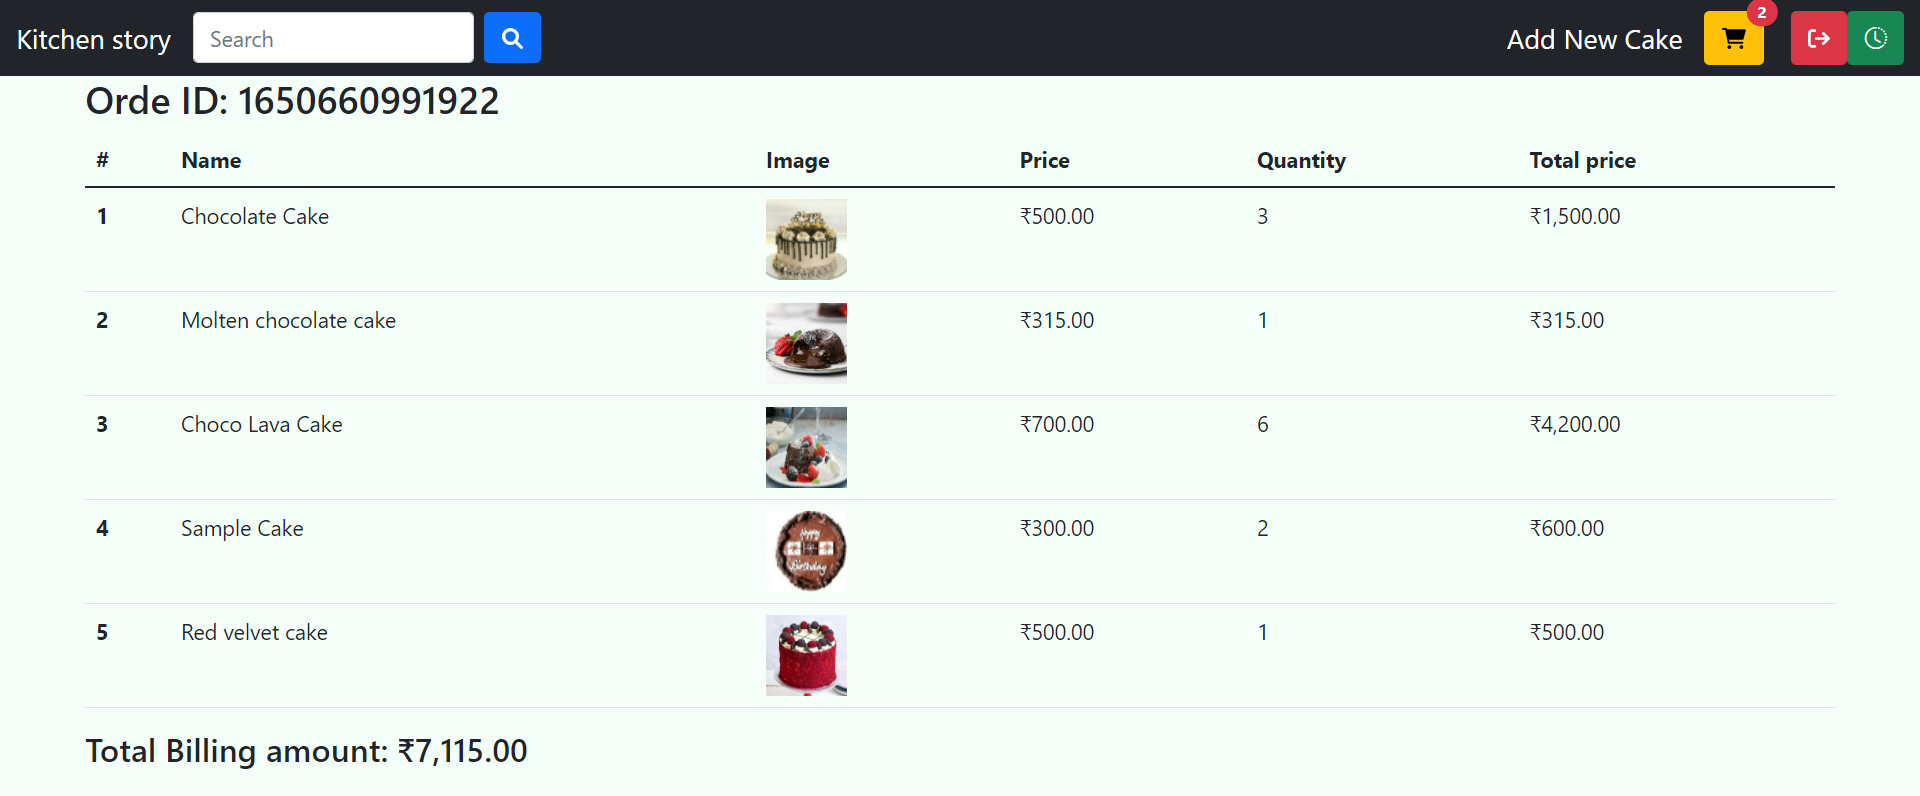 Kitchen story Search Add New Cake 2
Orde ID: 1650660991922
# Name Image Price Quantity Total price
1 Chocolate Cake ₹500.00 3 ₹1,500.00
2 Molten chocolate cake ₹315.00 1 ₹315.00
3 Choco Lava Cake ₹700.00 6 ₹4,200.00
4 Sample Cake ₹300.00 2 ₹600.00
Happy
Birthday
5 Red velvet cake ₹500.00 1 ₹500.00
Total Billing amount: ₹7,115.00